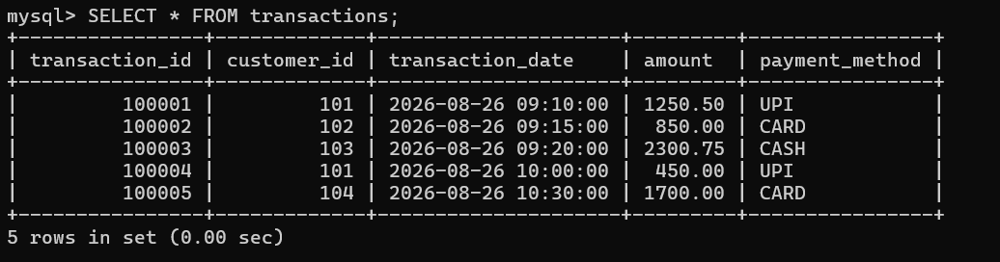 mysql> SELECT * FROM transactions;
+----------------+-------------+---------------------+---------+----------------+
| transaction_id | customer_id | transaction_date    | amount  | payment_method |
+----------------+-------------+---------------------+---------+----------------+
|         100001 |         101 | 2026-08-26 09:10:00 | 1250.50 | UPI            |
|         100002 |         102 | 2026-08-26 09:15:00 |  850.00 | CARD           |
|         100003 |         103 | 2026-08-26 09:20:00 | 2300.75 | CASH           |
|         100004 |         101 | 2026-08-26 10:00:00 |  450.00 | UPI            |
|         100005 |         104 | 2026-08-26 10:30:00 | 1700.00 | CARD           |
+----------------+-------------+---------------------+---------+----------------+
5 rows in set (0.00 sec)